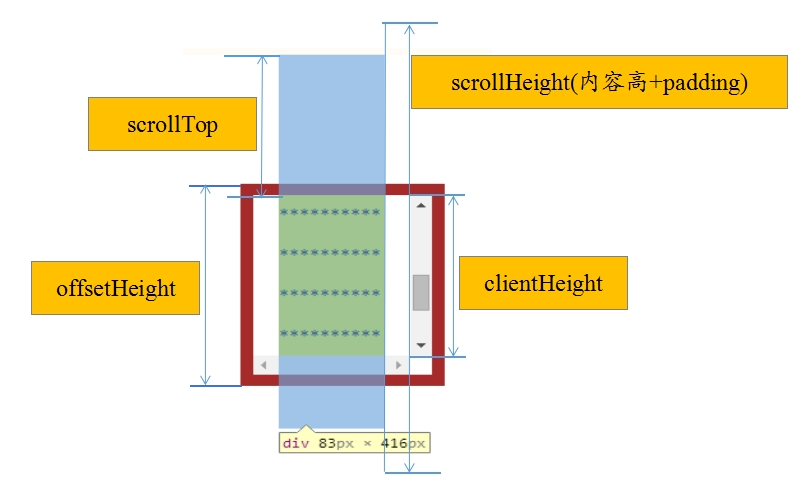 scrollHeight(内容高+padding)
scrollTop
**********
**********
**********
**********
offsetHeight
clientHeight
div 83px × 416px